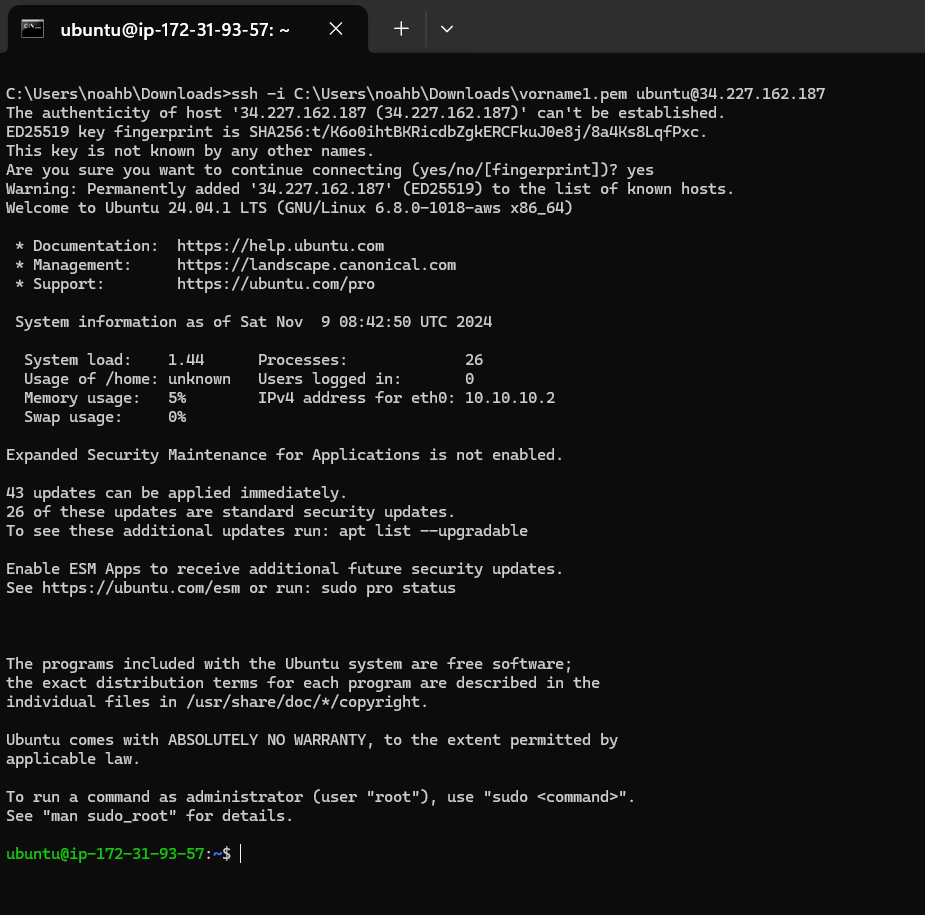 ubuntu@ip-172-31-93-57: ~
C:\Users\noahb\Downloads>ssh -i C:\Users\noahb\Downloads\vorname1.pem ubuntu@34.227.162.187
The authenticity of host '34.227.162.187 (34.227.162.187)' can't be established.
ED25519 key fingerprint is SHA256:t/K6o0ihtBKRicdbZgkERCFkuJ0e8j/8a4Ks8LqfPxc.
This key is not known by any other names.
Are you sure you want to continue connecting (yes/no/[fingerprint])? yes
Warning: Permanently added '34.227.162.187' (ED25519) to the list of known hosts.
Welcome to Ubuntu 24.04.1 LTS (GNU/Linux 6.8.0-1018-aws x86_64)
* Documentation:  https://help.ubuntu.com
* Management:     https://landscape.canonical.com
* Support:        https://ubuntu.com/pro
System information as of Sat Nov  9 08:42:50 UTC 2024
System load:    1.44      Processes:             26
Usage of /home: unknown   Users logged in:       0
Memory usage:   5%        IPv4 address for eth0: 10.10.10.2
Swap usage:     0%
Expanded Security Maintenance for Applications is not enabled.
43 updates can be applied immediately.
26 of these updates are standard security updates.
To see these additional updates run: apt list --upgradable
Enable ESM Apps to receive additional future security updates.
See https://ubuntu.com/esm or run: sudo pro status
The programs included with the Ubuntu system are free software;
the exact distribution terms for each program are described in the
individual files in /usr/share/doc/*/copyright.
Ubuntu comes with ABSOLUTELY NO WARRANTY, to the extent permitted by
applicable law.
To run a command as administrator (user "root"), use "sudo <command>".
See "man sudo_root" for details.
ubuntu@ip-172-31-93-57:~$